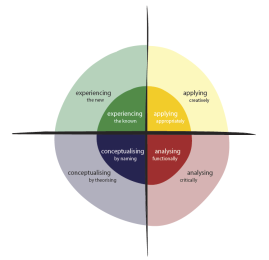 experiencing
the new
applying
creatively
experiencing
the known
applying
appropriately
conceptualising
by naming
analysing
functionally
conceptualising
by theorising
analysing
critically